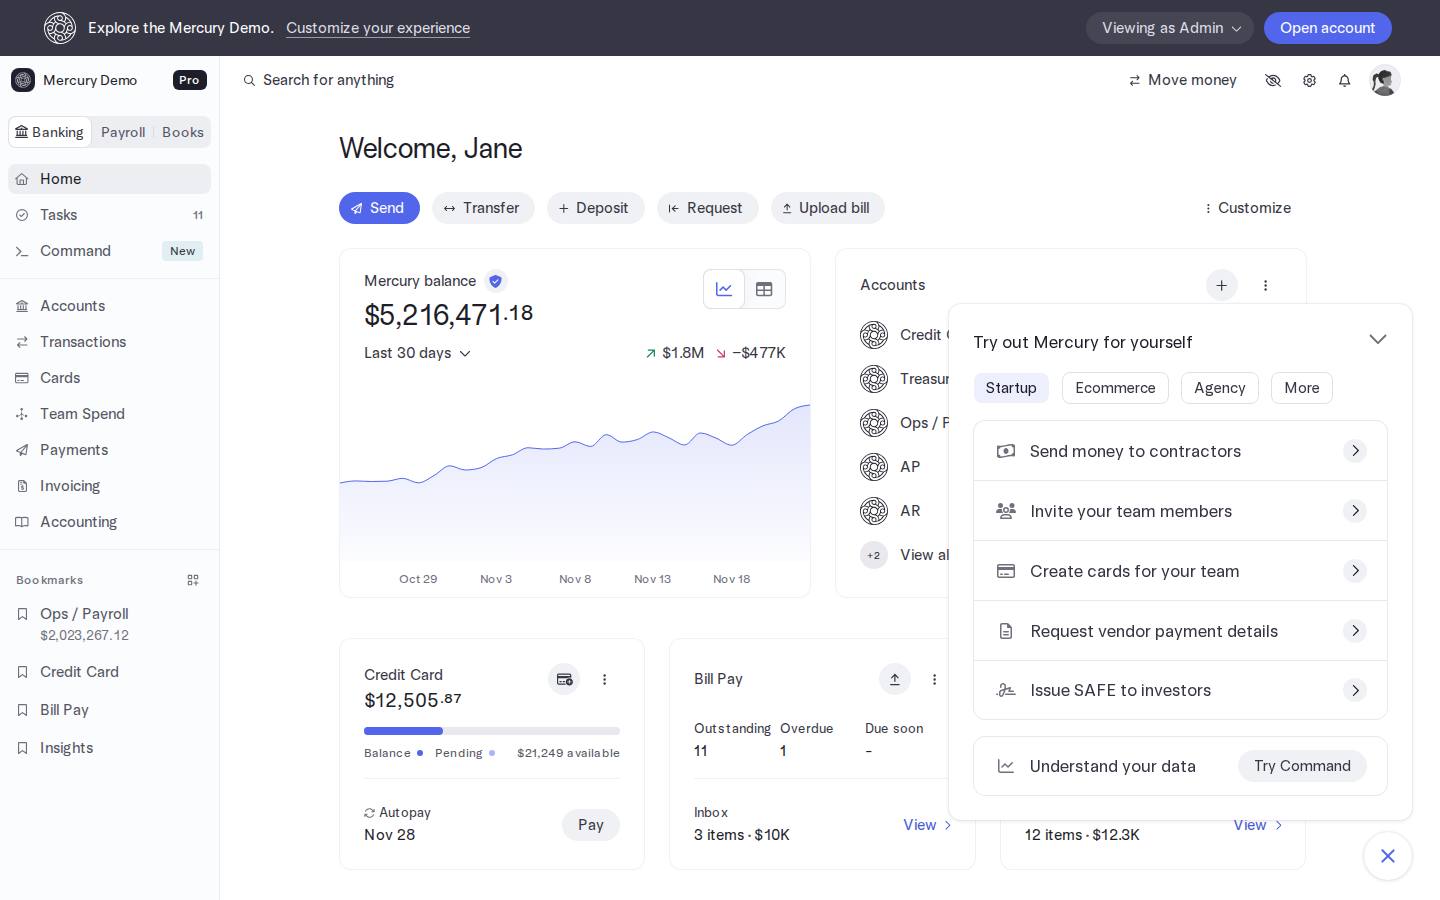 Explore the Mercury Demo. Customize your experience
Viewing as Admin
Open account
Mercury Demo
Pro
Search for anything
Move money
Banking
Payroll
Books
Home
Tasks
11
Command
New
Accounts
Transactions
Cards
Team Spend
Payments
Invoicing
Accounting
Bookmarks
Ops / Payroll
$2,023,267.12
Credit Card
Bill Pay
Insights
Welcome, Jane
Send
Transfer
Deposit
Request
Upload bill
Customize
Mercury balance
$5,216,471.18
Last 30 days
$1.8M
−$477K
Oct 29
Nov 3
Nov 8
Nov 13
Nov 18
Accounts
Credit
Ops / P
AP
AR
+2
View
Credit Card
$12,505.87
Balance
Pending
$21,249 available
Autopay
Nov 28
Pay
Bill Pay
Outstanding
Overdue
Due soon
11
1
–
Inbox
3 items · $10K
View
12 items · $12.3K
View
Try out Mercury for yourself
Startup
Ecommerce
Agency
More
Send money to contractors
Invite your team members
Create cards for your team
Request vendor payment details
Issue SAFE to investors
Understand your data
Try Command